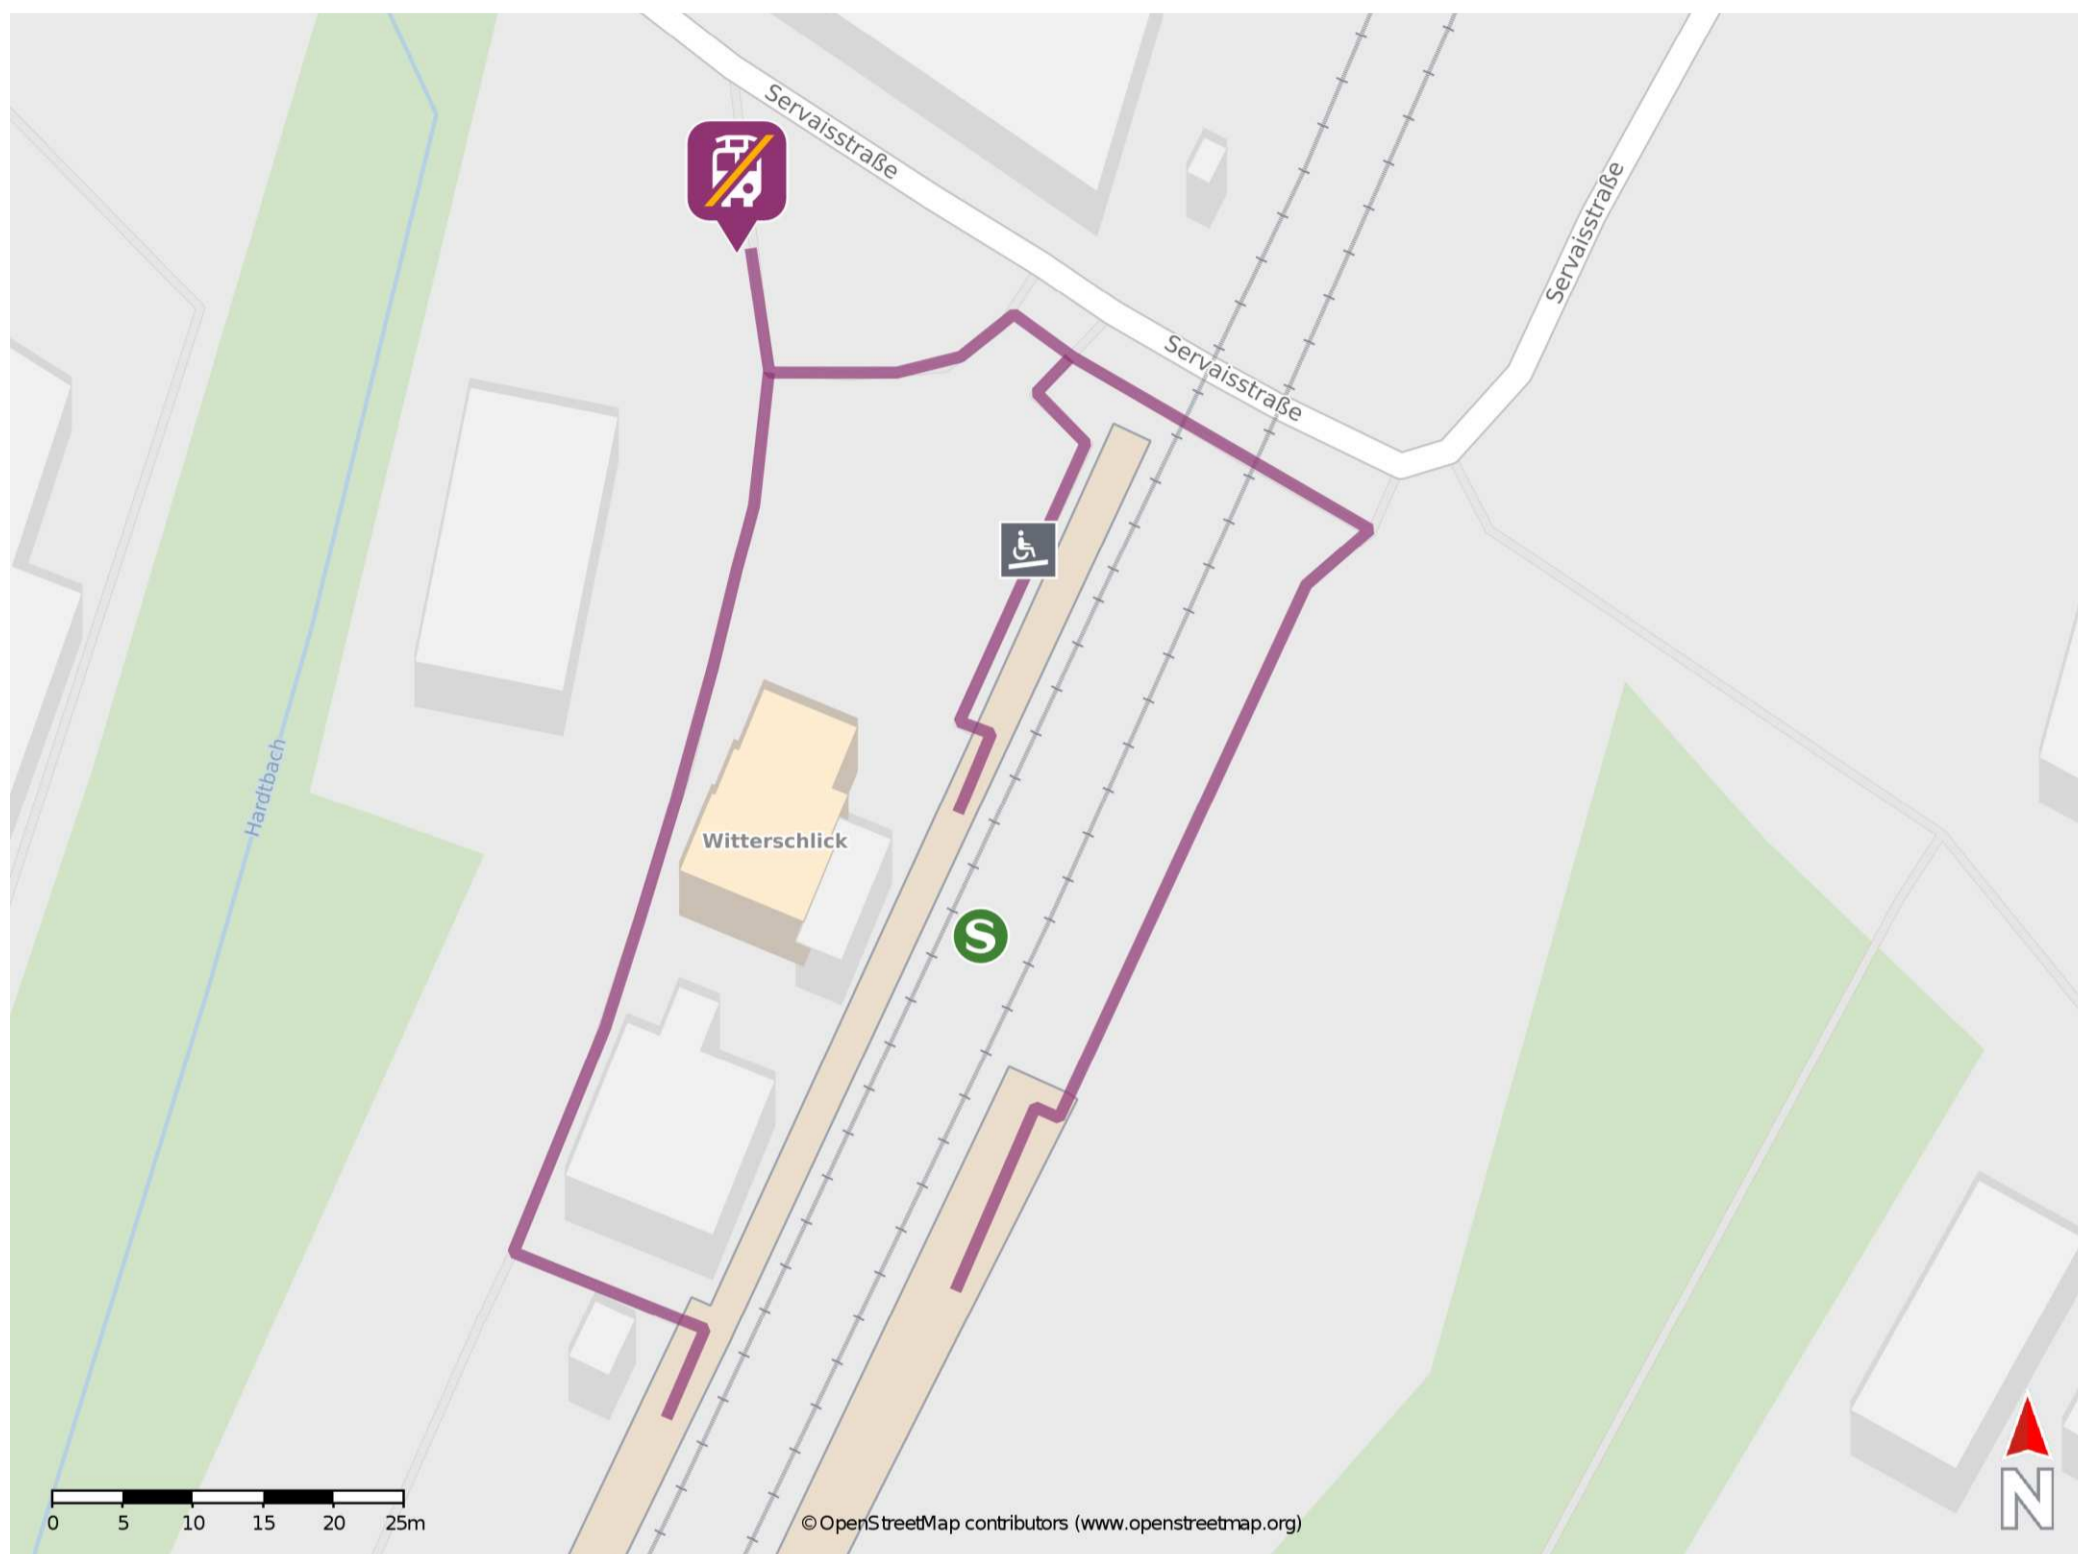 Servaisstraße
Servaisstraße
Servaisstraße
Hardtbach
Witterschlick
S
0 5 10 15 20 25m
©OpenStreetMap contributors (www.openstreetmap.org)
N